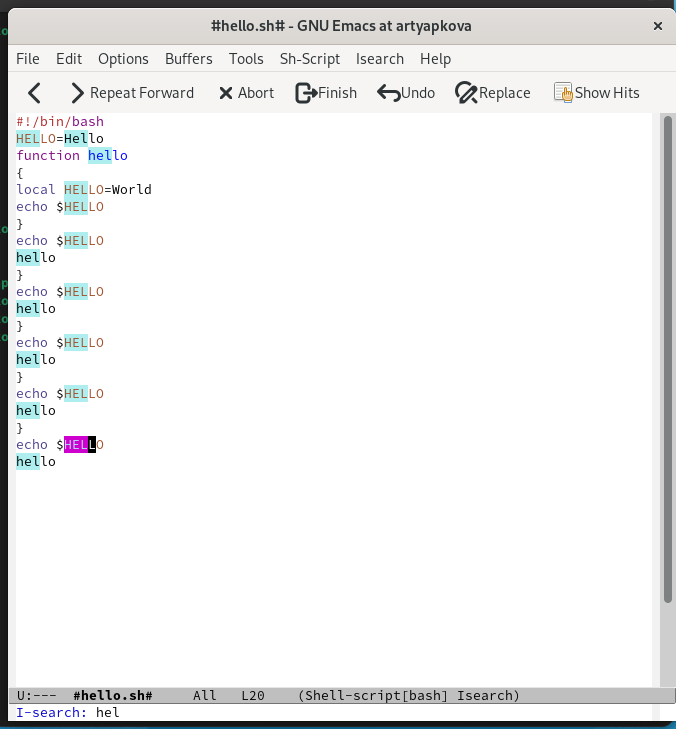 #hello.sh# - GNU Emacs at artyapkova
File Edit Options Buffers Tools Sh-Script Isearch Help
Repeat Forward Abort Finish Undo Replace Show Hits
#!/bin/bash
HELLO=Hello
function hello
{
local HELLO=World
echo $HELLO
}
echo $HELLO
hello
}
echo $HELLO
hello
}
echo $HELLO
hello
}
echo $HELLO
hello
}
echo $HELLO
hello
U:--- #hello.sh# All L20 (Shell-script[bash] Isearch)
I-search: hel